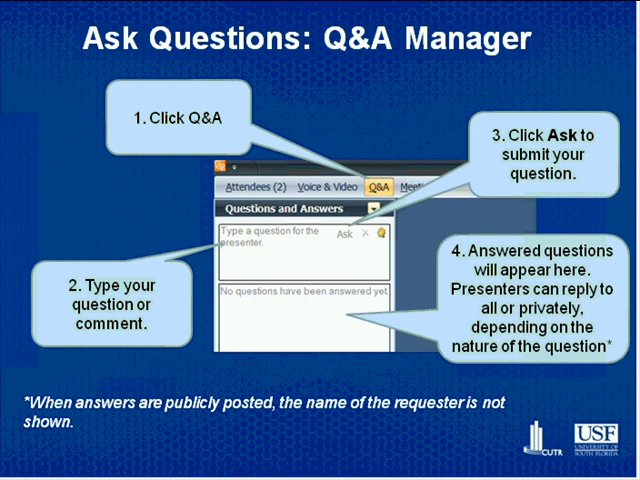 Ask Questions: Q&A Manager
1. Click Q&A
3. Click Ask to
submit your
question.
Attendees (2) Voice & Video Q&A Meeti
Questions and Answers
Type a question for the
presenter.
Ask
2. Type your
question or
comment.
No questions have been answered yet.
4. Answered questions
will appear here.
Presenters can reply to
all or privately,
depending on the
nature of the question*
*When answers are publicly posted, the name of the requester is not
shown.
CUTR
USF
UNIVERSITY OF
SOUTH FLORIDA